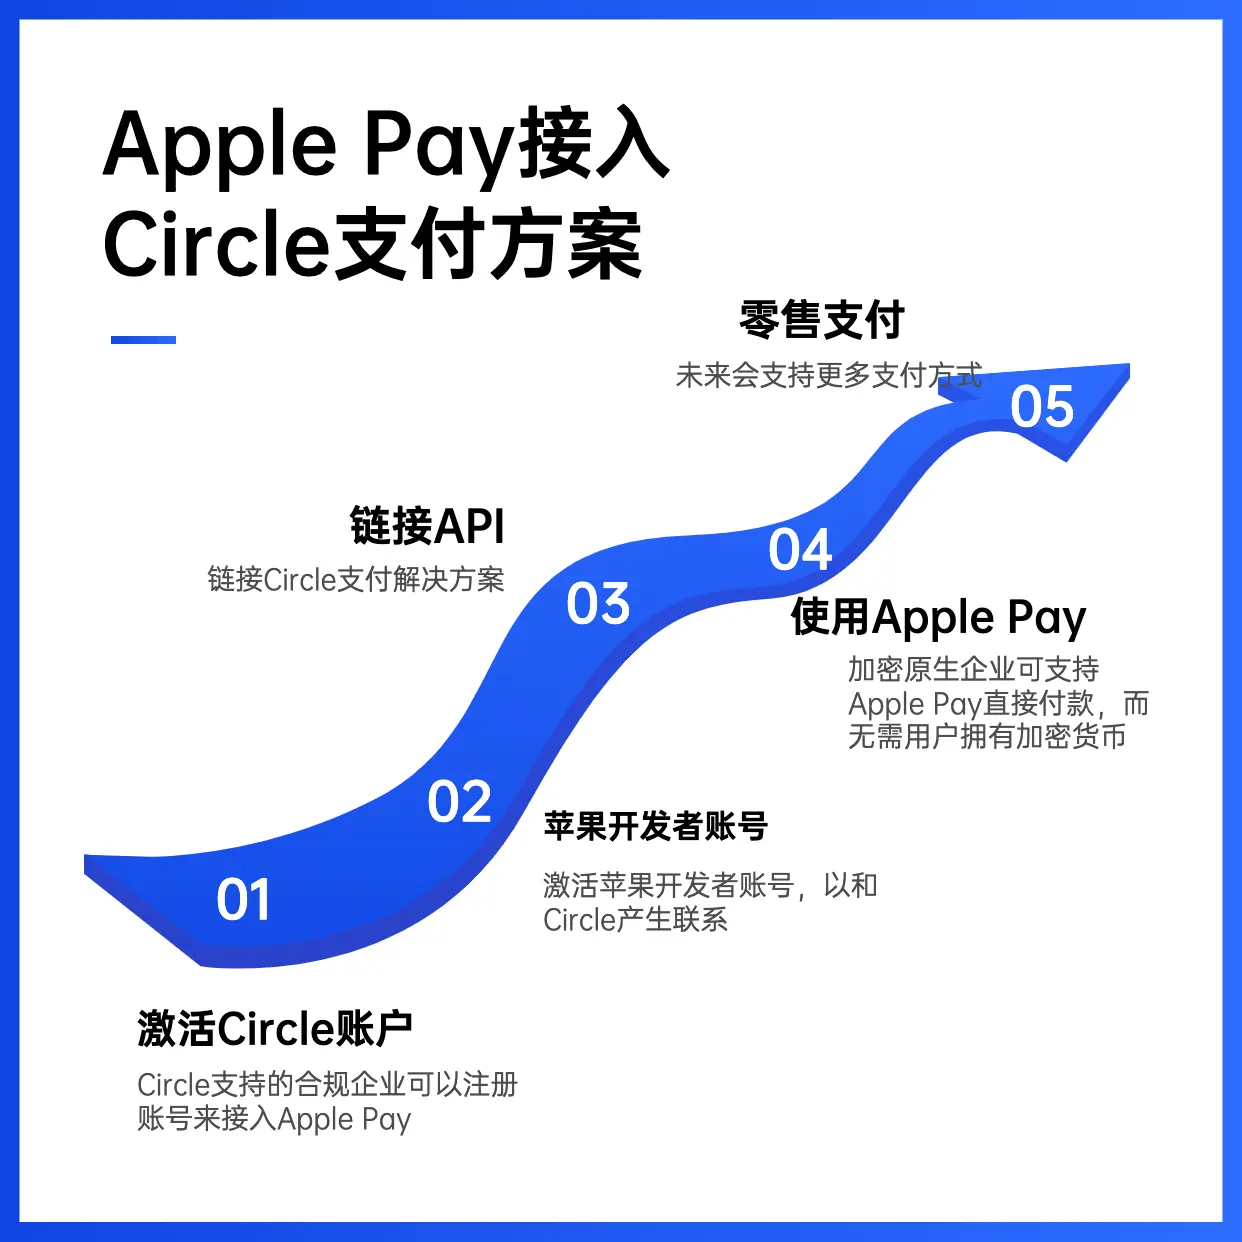 Apple Pay接入
Circle支付方案
零售支付
未来会支持更多支付方式
05
链接API
链接Circle支付解决方案
04
03
使用Apple Pay
加密原生企业可支持
Apple Pay直接付款，而
无需用户拥有加密货币
02
苹果开发者账号
激活苹果开发者账号，以和
Circle产生联系
01
激活Circle账户
Circle支持的合规企业可以注册
账号来接入Apple Pay